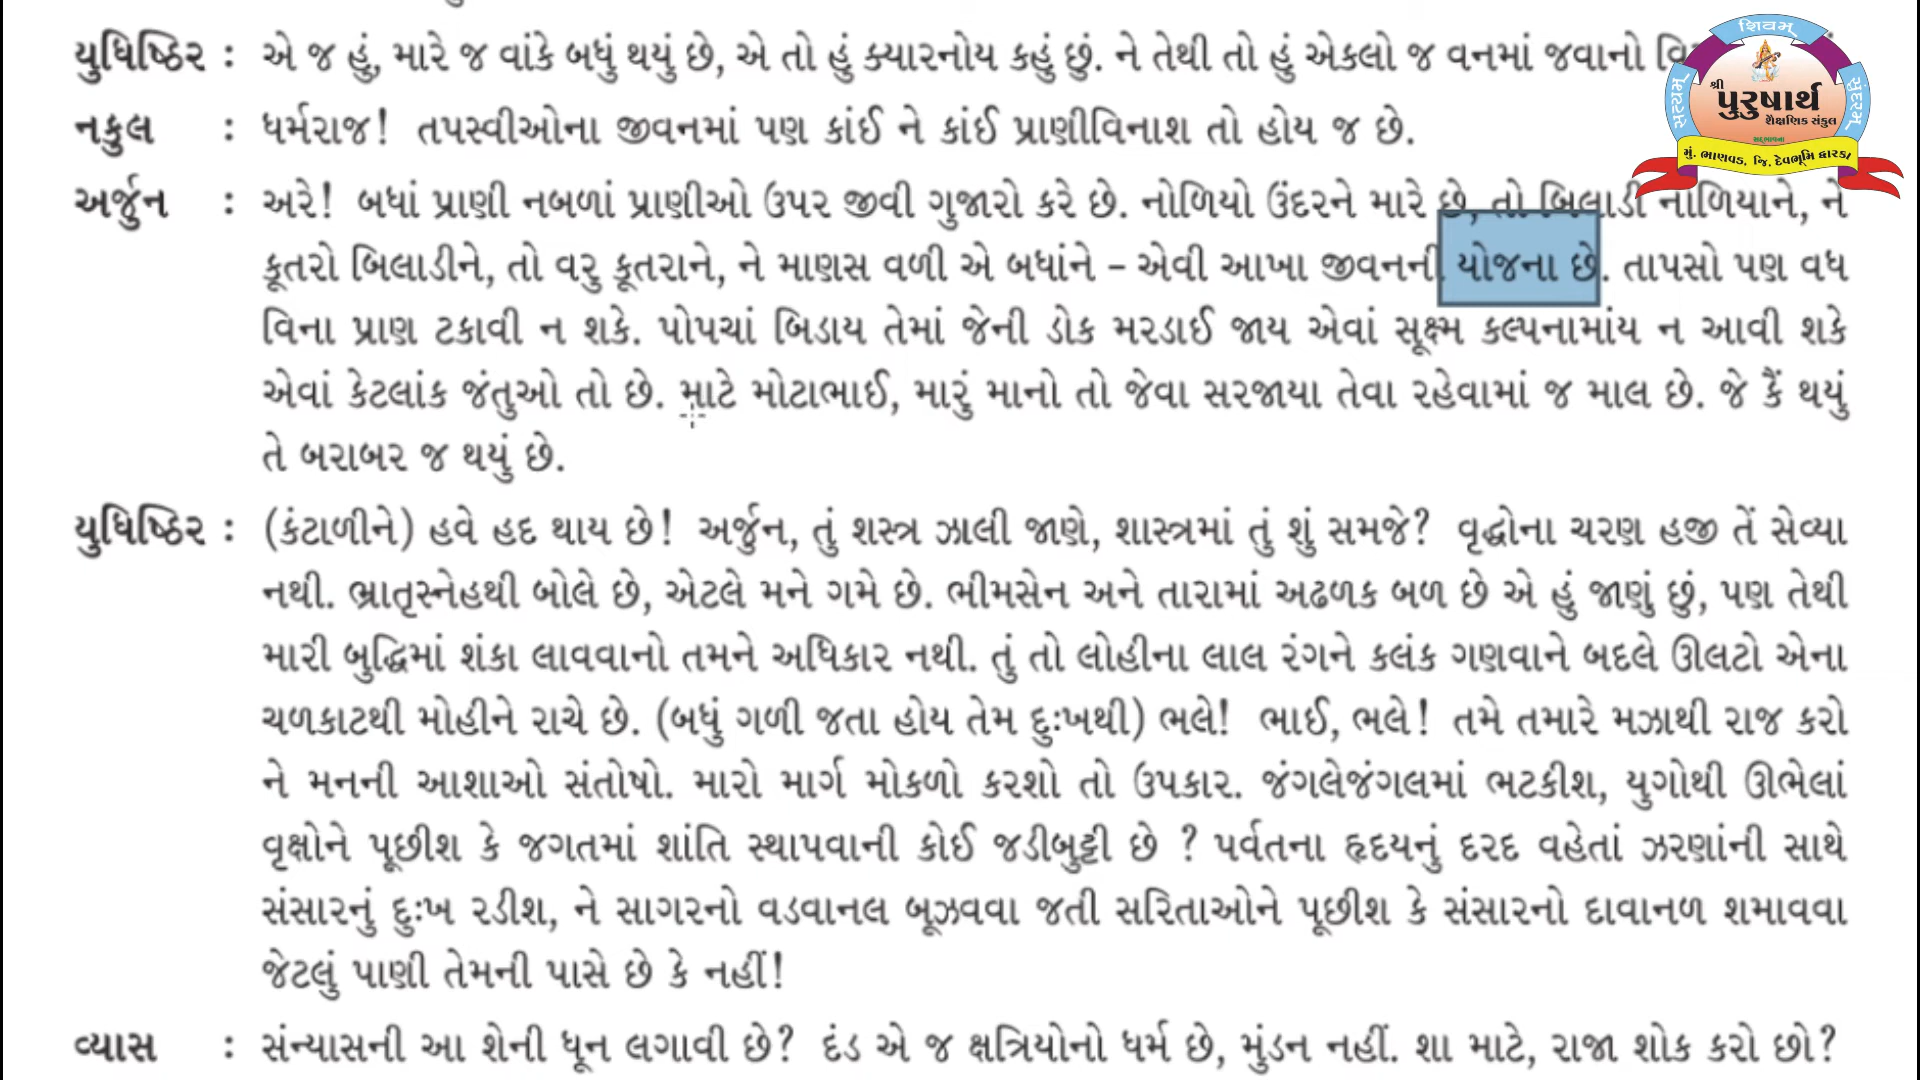 યુધિષ્ઠિર : એ જ હું, મારે જ વાંકે બધું થયું છે, એ તો હું ક્યારનોય કહું છું. ને તેથી તો હું એકલો જ વનમાં જવાનો
નકુલ : ધર્મરાજ! તપસ્વીઓના જીવનમાં પણ કાંઈ ને કાંઈ પ્રાણીવિનાશ તો હોય જ છે.
અર્જુન : અરે! બધાં પ્રાણી નબળાં પ્રાણીઓ ઉપર જીવી ગુજારો કરે છે. નોળિયો ઉંદરને મારે છે, તો બિલાડી નોળિયાને, ને
કૂતરો બિલાડીને, તો વરુ કૂતરાને, ને માણસ વળી એ બધાંને – એવી આખા જીવનની યોજના છે. તાપસો પણ વધ
વિના પ્રાણ ટકાવી ન શકે. પોપચાં બિડાય તેમાં જેની ડોક મરડાઈ જાય એવાં સૂક્ષ્મ કલ્પનામાંય ન આવી શકે
એવાં કેટલાંક જંતુઓ તો છે. માટે મોટાભાઈ, મારું માનો તો જેવા સરજાયા તેવા રહેવામાં જ માલ છે. જે કૈં થયું
તે બરાબર જ થયું છે.
યુધિષ્ઠિર : (કંટાળીને) હવે હદ થાય છે! અર્જુન, તું શસ્ત્ર ઝાલી જાણે, શાસ્ત્રમાં તું શું સમજે? વૃદ્ધોના ચરણ હજી તેં સેવ્યા
નથી. ભ્રાતૃસ્નેહથી બોલે છે, એટલે મને ગમે છે. ભીમસેન અને તારામાં અઢળક બળ છે એ હું જાણું છું, પણ તેથી
મારી બુદ્ધિમાં શંકા લાવવાનો તમને અધિકાર નથી. તું તો લોહીના લાલ રંગને કલંક ગણવાને બદલે ઊલટો એના
ચળકાટથી મોહીને રાચે છે. (બધું ગળી જતા હોય તેમ દુઃખથી) ભલે! ભાઈ, ભલે! તમે તમારે મઝાથી રાજ કરો
ને મનની આશાઓ સંતોષો. મારો માર્ગ મોકળો કરશો તો ઉપકાર. જંગલેજંગલમાં ભટકીશ, યુગોથી ઊભેલાં
વૃક્ષોને પૂછીશ કે જગતમાં શાંતિ સ્થાપવાની કોઈ જડીબુટ્ટી છે ? પર્વતના હૃદયનું દરદ વહેતાં ઝરણાંની સાથે
સંસારનું દુઃખ રડીશ, ને સાગરનો વડવાનલ બૂઝવવા જતી સરિતાઓને પૂછીશ કે સંસારનો દાવાનળ શમાવવા
જેટલું પાણી તેમની પાસે છે કે નહીં!
વ્યાસ : સંન્યાસની આ શેની ધૂન લગાવી છે? દંડ એ જ ક્ષત્રિયોનો ધર્મ છે, મુંડન નહીં. શા માટે, રાજા શોક કરો છો?
શિવમ્
સત્યમ્
સુંદરમ્
શ્રી
પુરુષાર્થ
શૈક્ષણિક સંકુલ
મું. ભાણવડ, જિ. દેવભૂમિ દ્વારકા